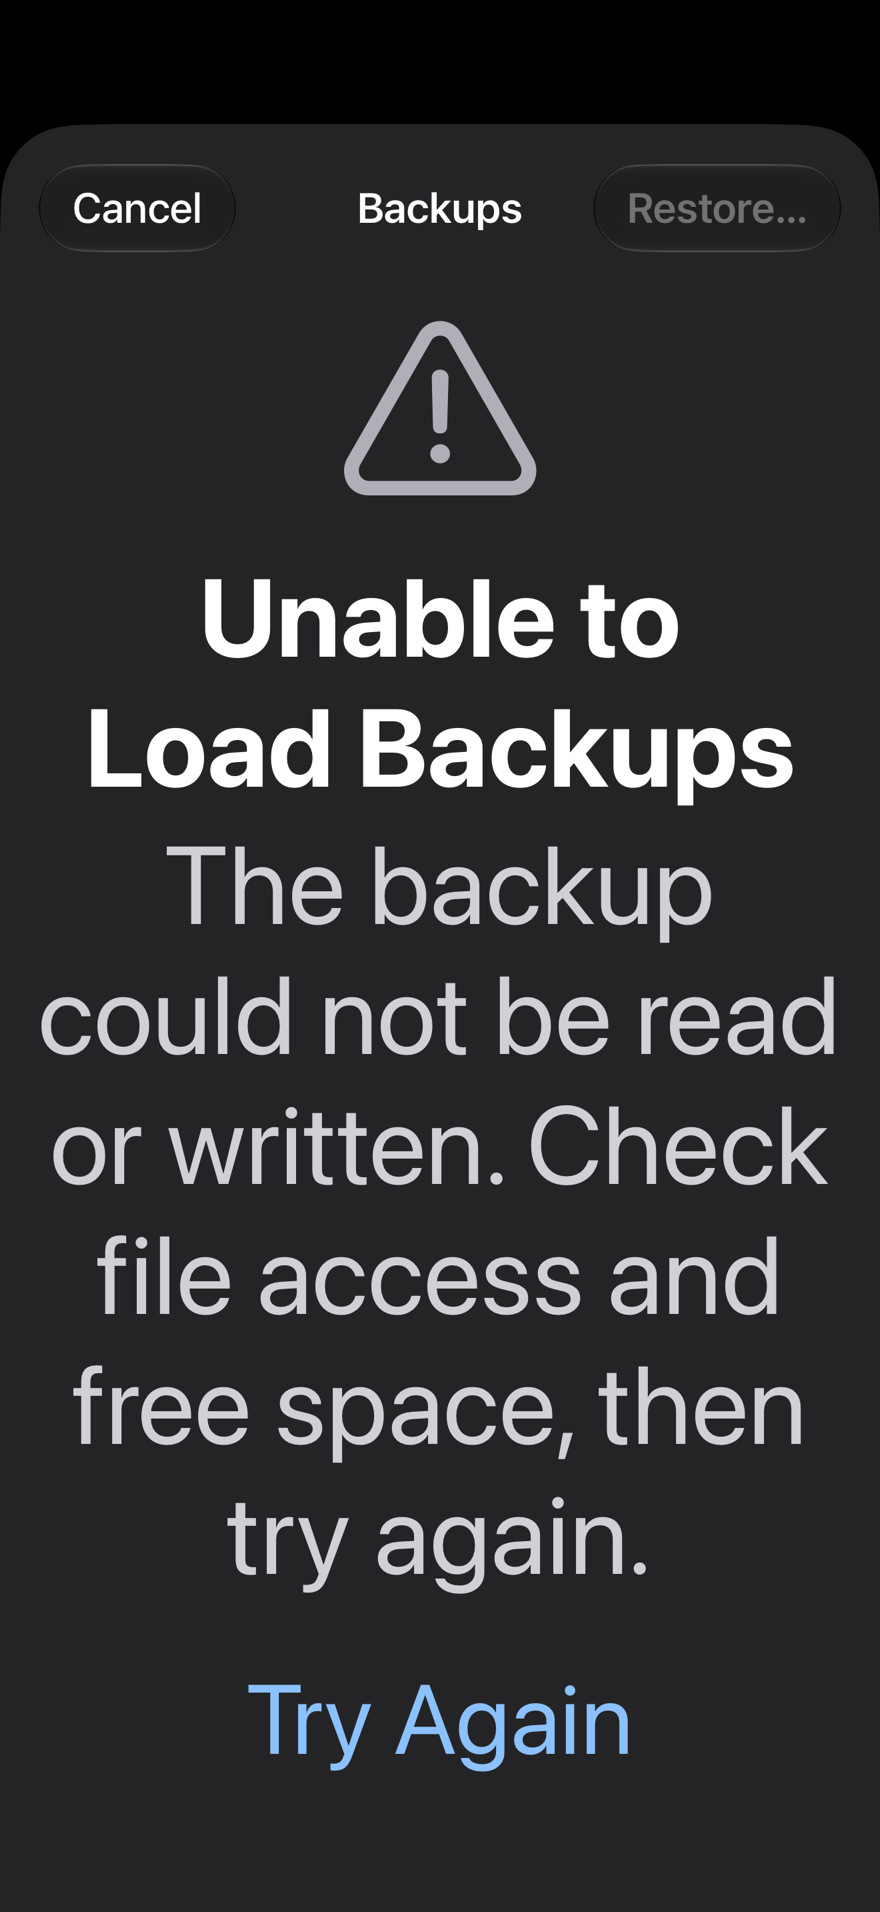 Cancel
Backups
Restore...
Unable to
Load Backups
The backup
could not be read
or written. Check
file access and
free space, then
try again.
Try Again